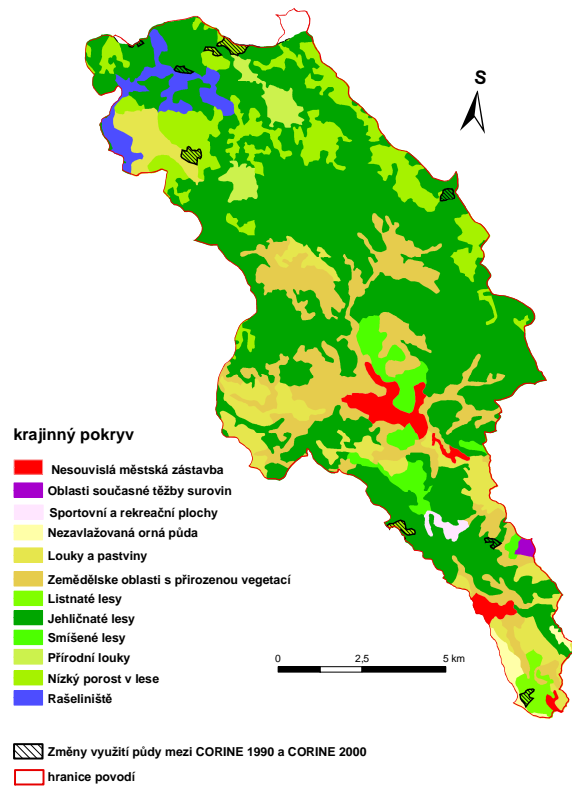 S
krajinný pokryv
Nesouvislá městská zástavba
Oblasti současné těžby surovin
Sportovní a rekreační plochy
Nezavlažovaná orná půda
Louky a pastviny
Zemědělske oblasti s přirozenou vegetací
Listnaté lesy
Jehličnaté lesy
Smíšené lesy
Přírodní louky
Nízký porost v lese
Rašeliniště
0 2,5 5 km
Změny využití půdy mezi CORINE 1990 a CORINE 2000
hranice povodí